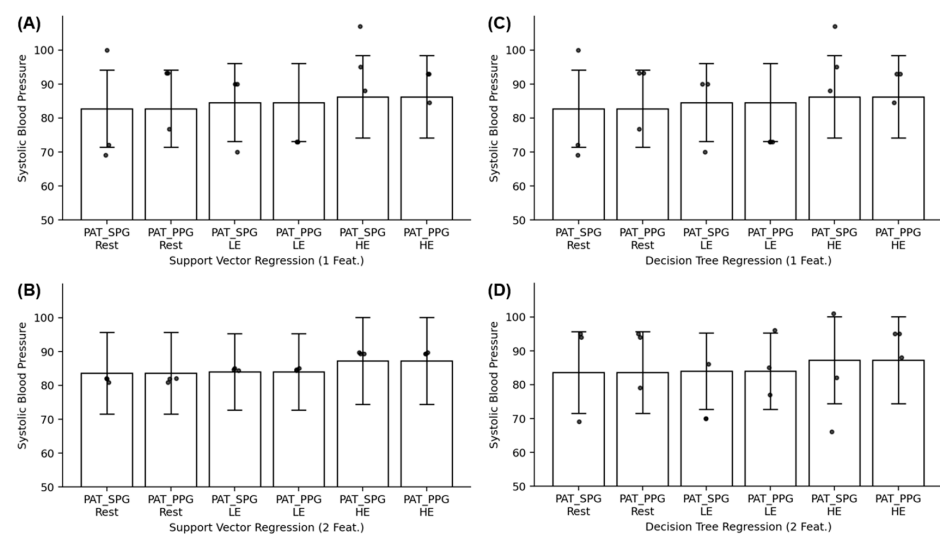 (A)
Systolic Blood Pressure
100
90
80
70
60
50
PAT_SPG PAT_PPG PAT_SPG PAT_PPG PAT_SPG PAT_PPG
Rest Rest LE LE HE HE
Support Vector Regression (1 Feat.)
(C)
Systolic Blood Pressure
100
90
80
70
60
50
PAT_SPG PAT_PPG PAT_SPG PAT_PPG PAT_SPG PAT_PPG
Rest Rest LE LE HE HE
Decision Tree Regression (1 Feat.)
(B)
Systolic Blood Pressure
100
90
80
70
60
50
PAT_SPG PAT_PPG PAT_SPG PAT_PPG PAT_SPG PAT_PPG
Rest Rest LE LE HE HE
Support Vector Regression (2 Feat.)
(D)
Systolic Blood Pressure
100
90
80
70
60
50
PAT_SPG PAT_PPG PAT_SPG PAT_PPG PAT_SPG PAT_PPG
Rest Rest LE LE HE HE
Decision Tree Regression (2 Feat.)